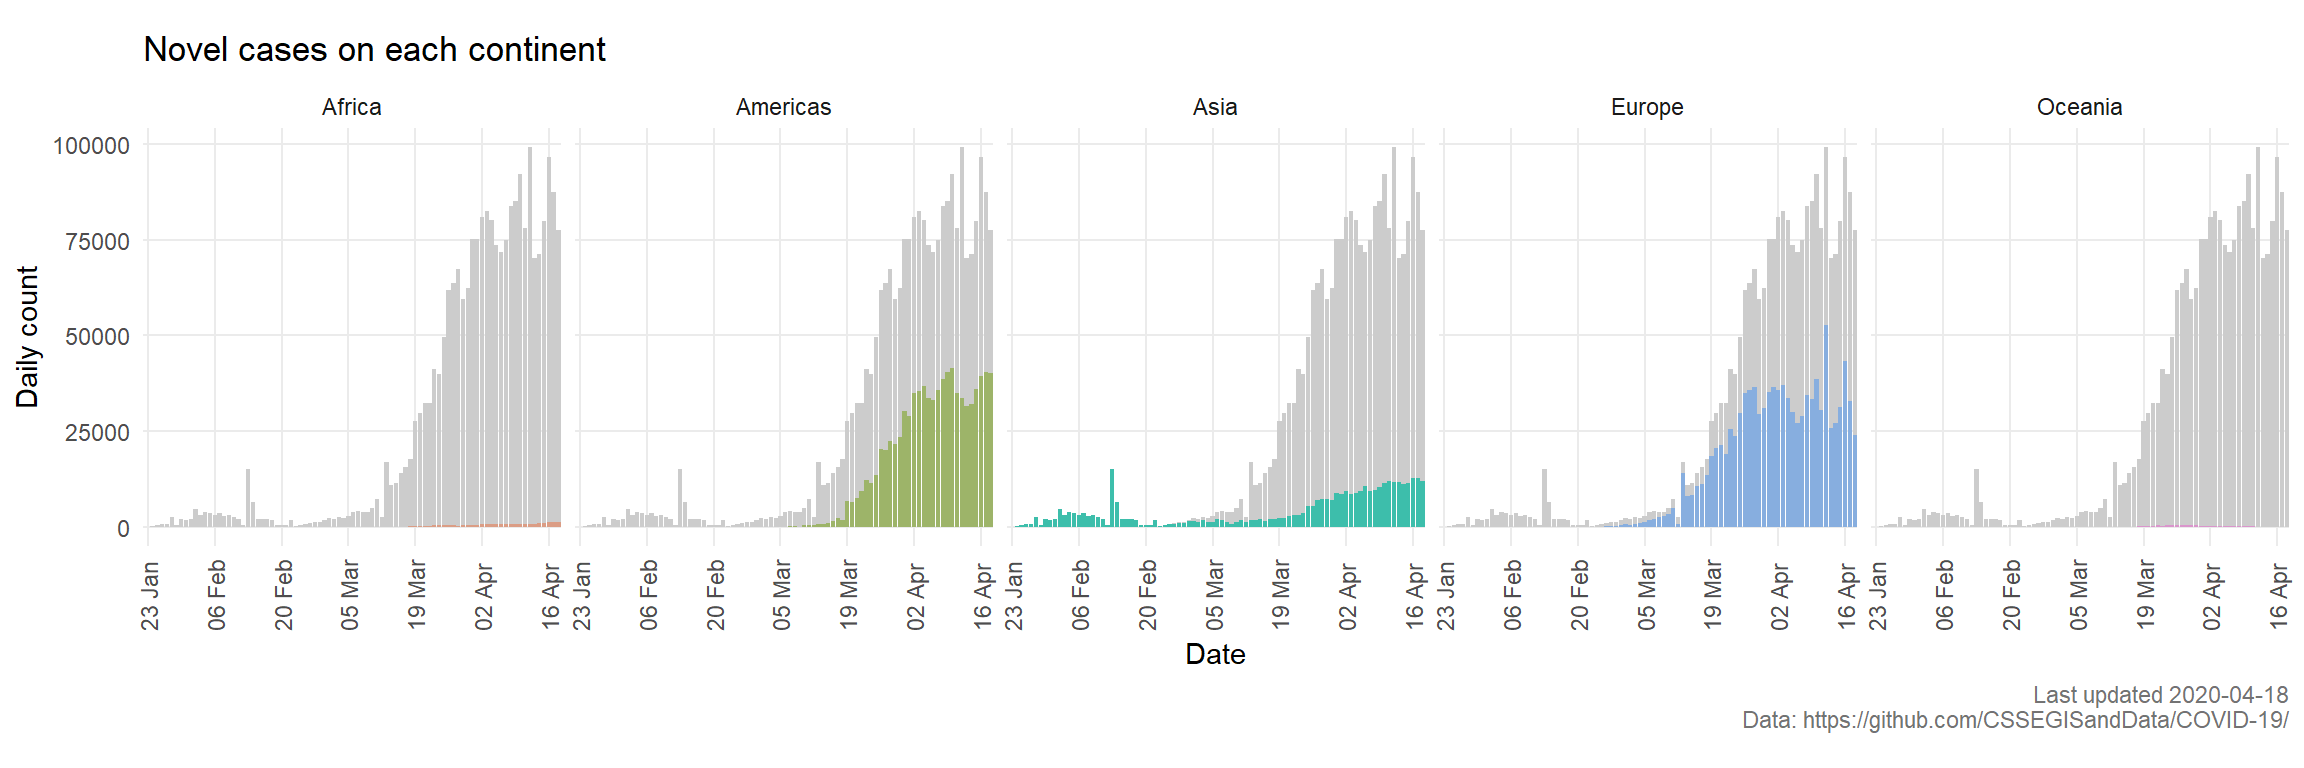 Novel cases on each continent
Africa
Americas
Asia
Europe
Oceania
Daily count
100000
75000
50000
25000
0
23 Jan
06 Feb
20 Feb
05 Mar
19 Mar
02 Apr
16 Apr
23 Jan
06 Feb
20 Feb
05 Mar
19 Mar
02 Apr
16 Apr
23 Jan
06 Feb
20 Feb
05 Mar
19 Mar
02 Apr
16 Apr
23 Jan
06 Feb
20 Feb
05 Mar
19 Mar
02 Apr
16 Apr
23 Jan
06 Feb
20 Feb
05 Mar
19 Mar
02 Apr
16 Apr
Date
Last updated 2020-04-18
Data: https://github.com/CSSEGISandData/COVID-19/